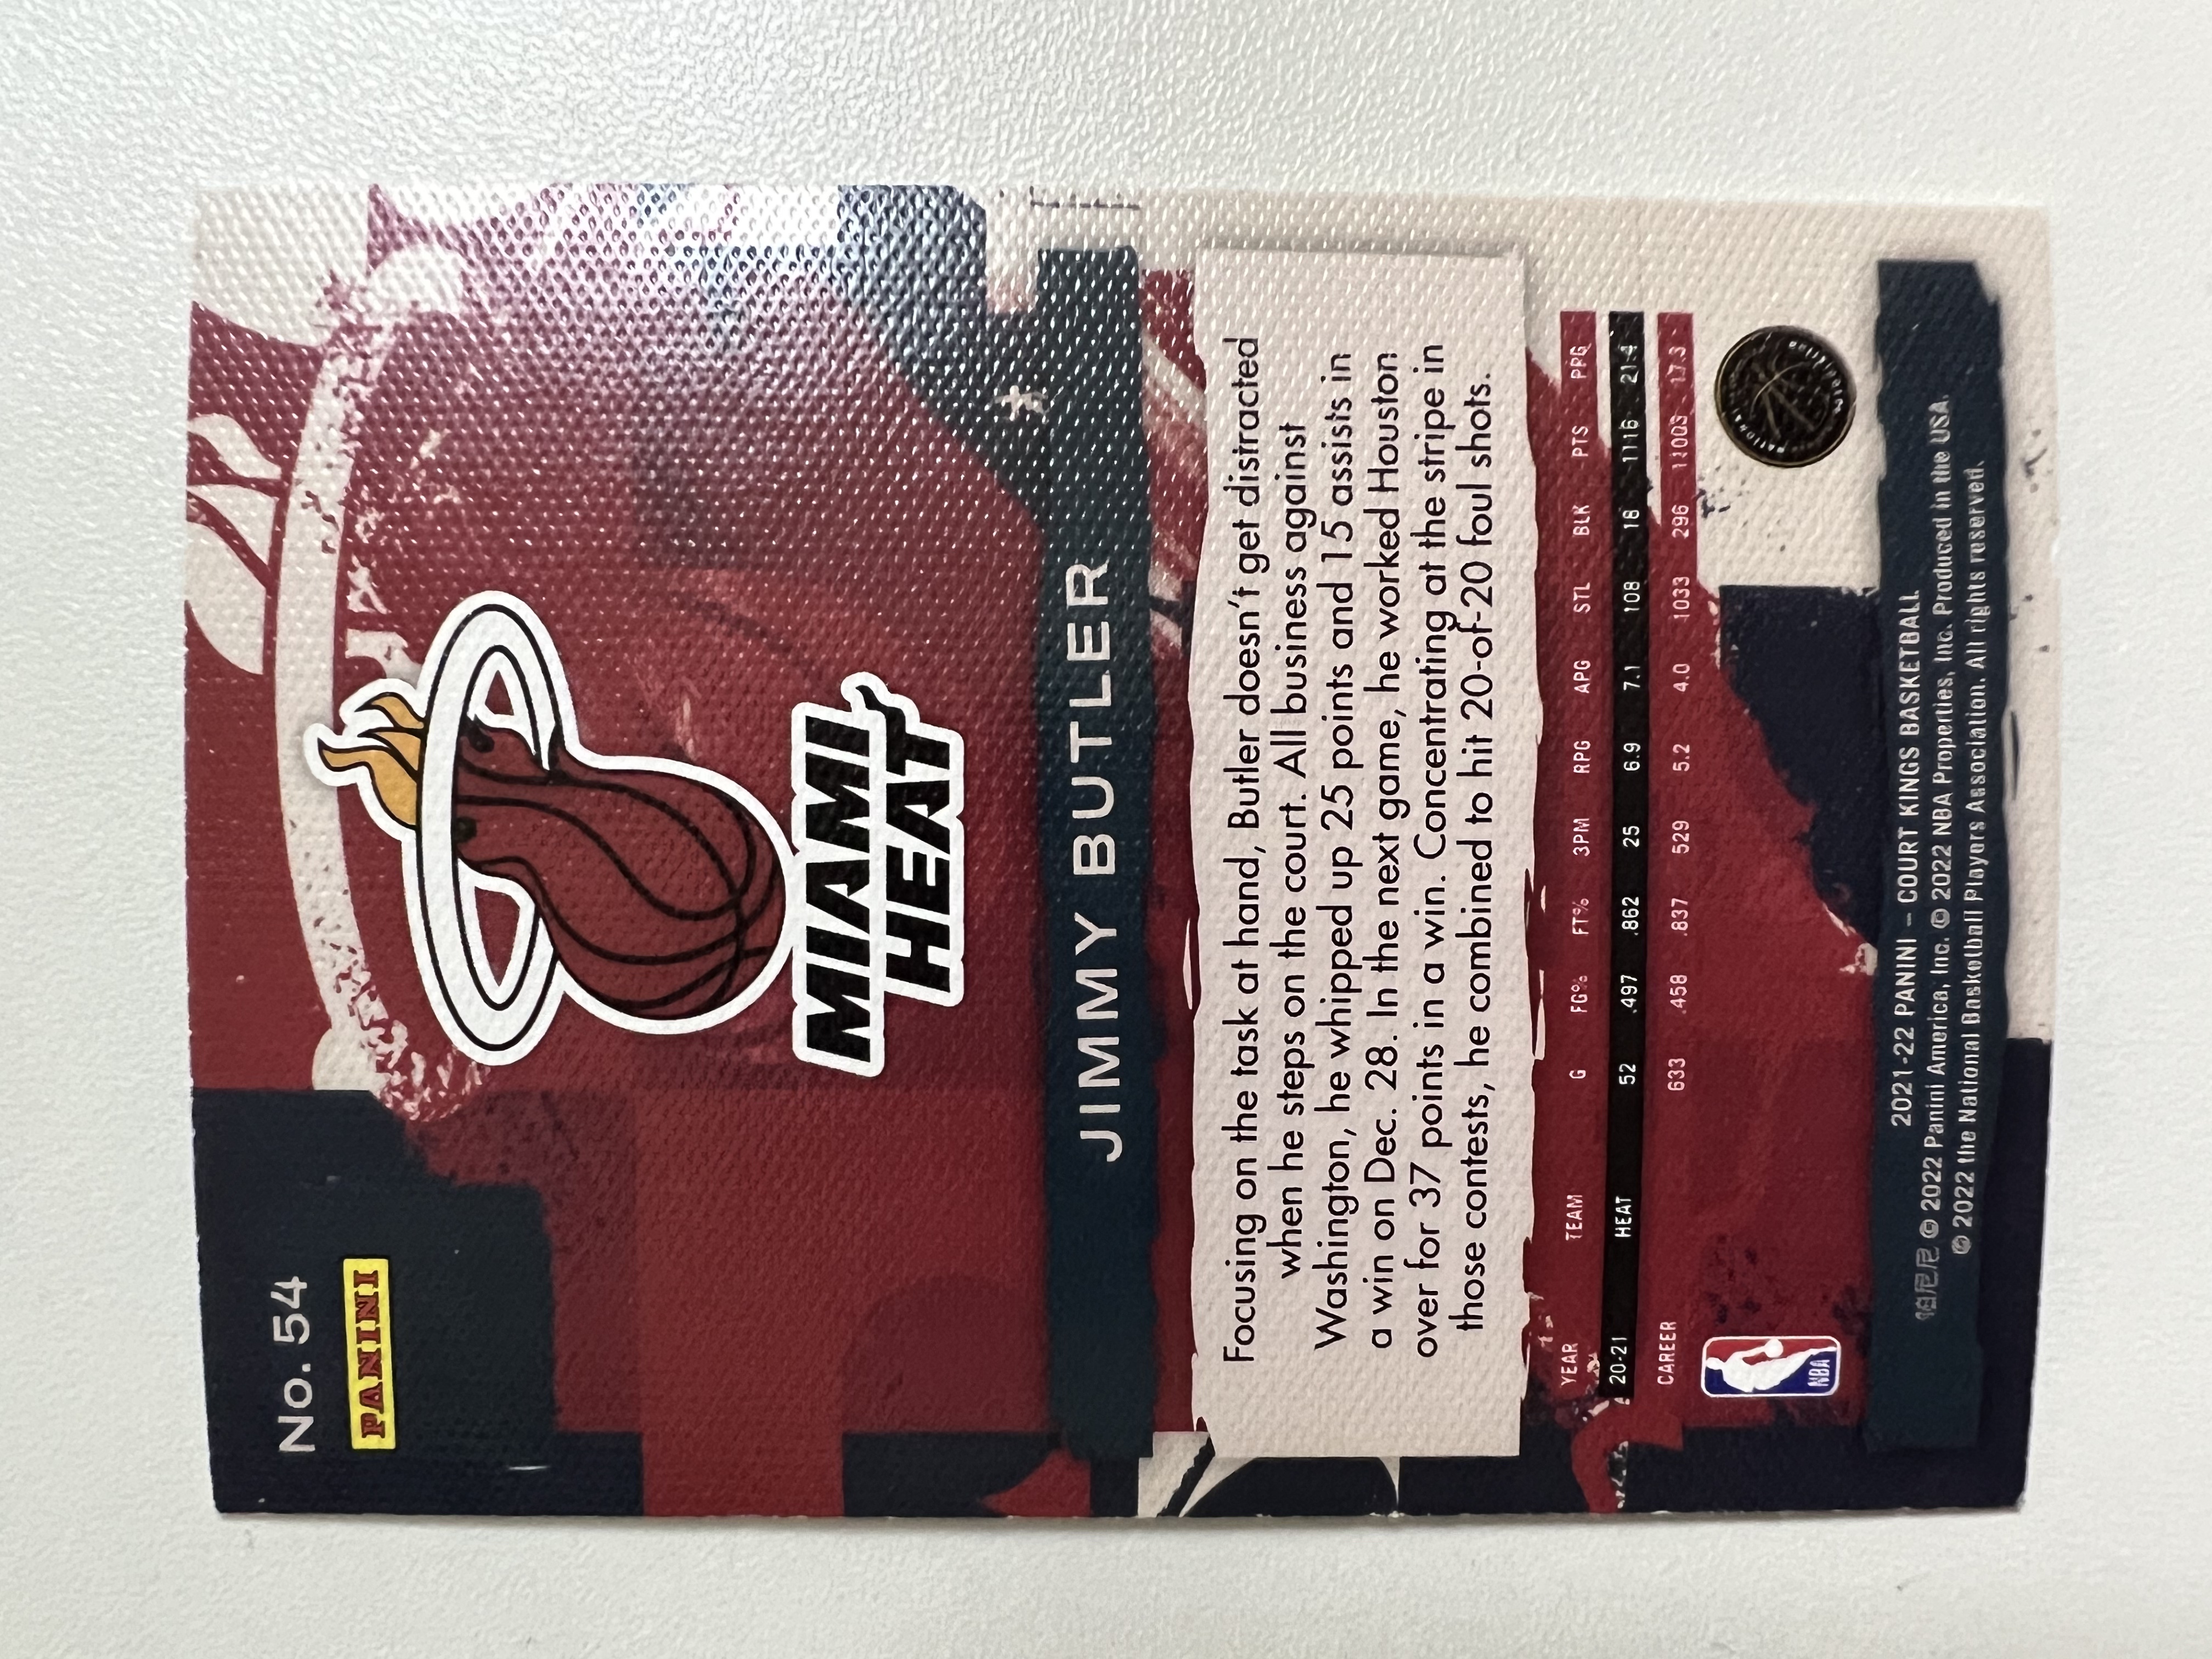 No. 54
PANINI
MIAMI
HEAT
JIMMY BUTLER
Focusing on the task at hand, Butler doesn't get distracted
when he steps on the court. All business against
Washington, he whipped up 25 points and 15 assists in
a win on Dec. 28. In the next game, he worked Houston
over for 37 points in a win. Concentrating at the stripe in
those contests, he combined to hit 20-of-20 foul shots.
YEAR TEAM G FG% FT% 3PM RPG APG STL BLK PTS PPG
20-21 HEAT 52 .497 .862 25 6.9 7.1 108 18 1116 21.4
CAREER 633 .458 .837 529 5.2 4.0 1033 296 11003 17.3
NBA
2021-22 PANINI – COURT KINGS BASKETBALL
帕尼尼 © 2022 Panini America, Inc. © 2022 NBA Properties, Inc. Produced in the USA.
© 2022 the National Basketball Players Association. All rights reserved.